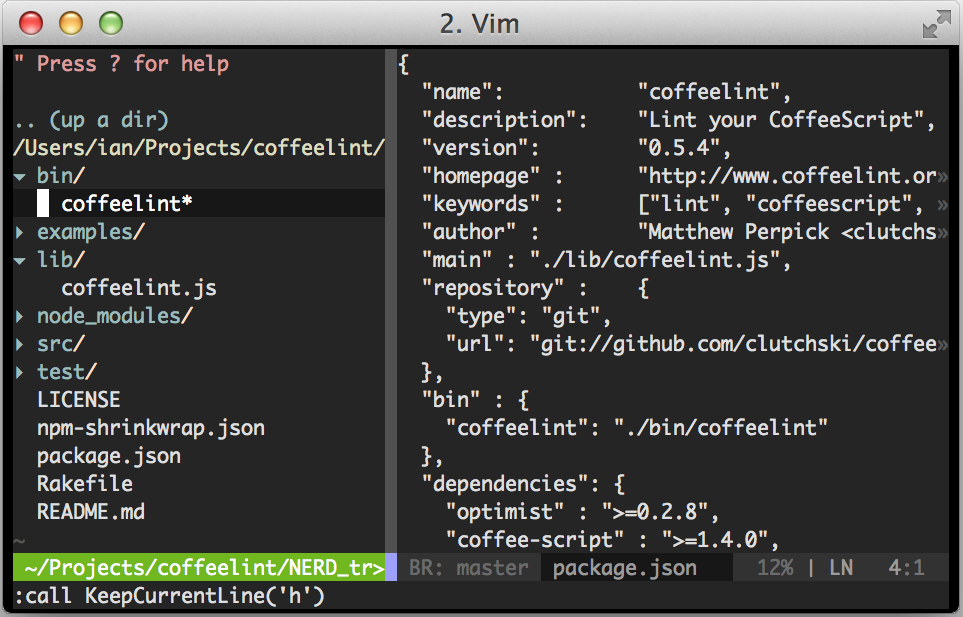 2. Vim
" Press ? for help
.. (up a dir)
/Users/ian/Projects/coffeelint/
▾ bin/
coffeelint*
▸ examples/
▾ lib/
coffeelint.js
▸ node_modules/
▸ src/
▸ test/
LICENSE
npm-shrinkwrap.json
package.json
Rakefile
README.md
~
~/Projects/coffeelint/NERD_tr>
{
"name": "coffeelint",
"description": "Lint your CoffeeScript",
"version": "0.5.4",
"homepage" : "http://www.coffeelint.or»
"keywords" : ["lint", "coffeescript", »
"author" : "Matthew Perpick <clutchs»
"main" : "./lib/coffeelint.js",
"repository" : {
"type": "git",
"url": "git://github.com/clutchski/coffee»
},
"bin" : {
"coffeelint": "./bin/coffeelint"
},
"dependencies": {
"optimist" : ">=0.2.8",
"coffee-script" : ">=1.4.0",
BR: master package.json 12% | LN 4:1
:call KeepCurrentLine('h')